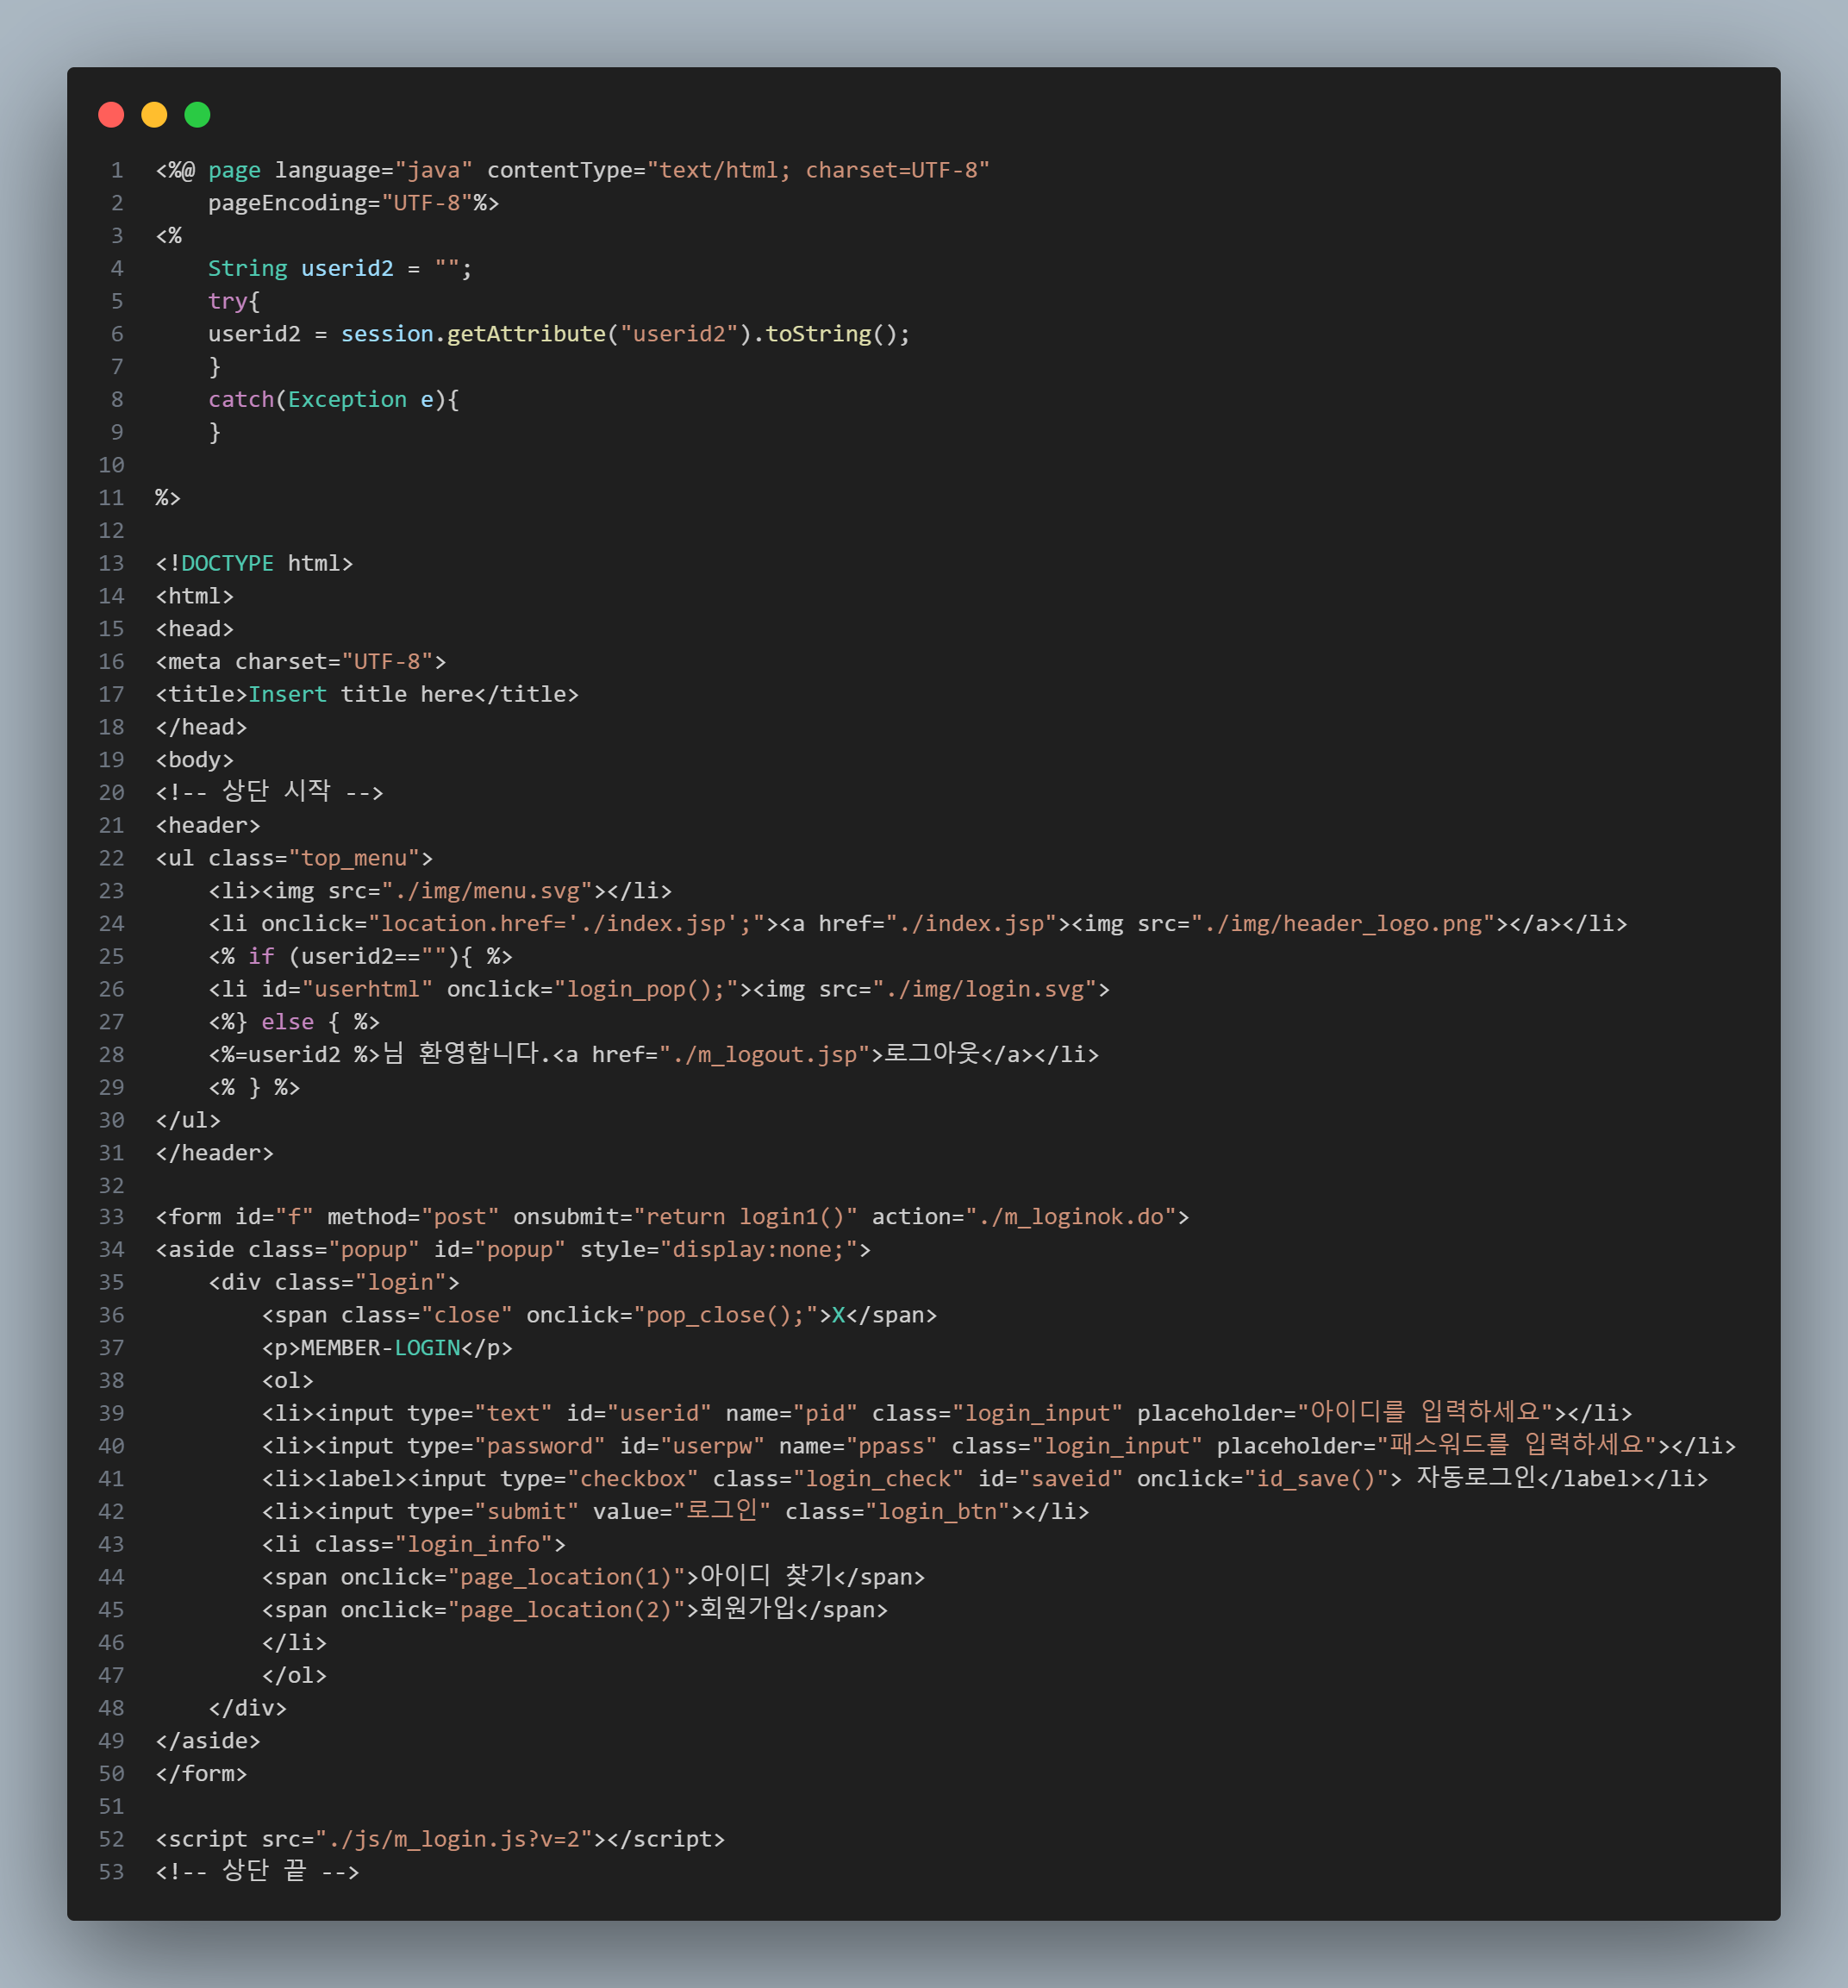 1 <%@ page language="java" contentType="text/html; charset=UTF-8"
2     pageEncoding="UTF-8"%>
3 <%
4     String userid2 = "";
5     try{
6     userid2 = session.getAttribute("userid2").toString();
7     }
8     catch(Exception e){
9     }
10
11 %>
12
13 <!DOCTYPE html>
14 <html>
15 <head>
16 <meta charset="UTF-8">
17 <title>Insert title here</title>
18 </head>
19 <body>
20 <!-- 상단 시작 -->
21 <header>
22 <ul class="top_menu">
23     <li><img src="./img/menu.svg"></li>
24     <li onclick="location.href='./index.jsp';"><a href="./index.jsp"><img src="./img/header_logo.png"></a></li>
25     <% if (userid2==""){ %>
26     <li id="userhtml" onclick="login_pop();"><img src="./img/login.svg">
27     <%} else { %>
28     <%=userid2 %>님 환영합니다.<a href="./m_logout.jsp">로그아웃</a></li>
29     <% } %>
30 </ul>
31 </header>
32
33 <form id="f" method="post" onsubmit="return login1()" action="./m_loginok.do">
34 <aside class="popup" id="popup" style="display:none;">
35     <div class="login">
36         <span class="close" onclick="pop_close();">X</span>
37         <p>MEMBER-LOGIN</p>
38         <ol>
39         <li><input type="text" id="userid" name="pid" class="login_input" placeholder="아이디를 입력하세요"></li>
40         <li><input type="password" id="userpw" name="ppass" class="login_input" placeholder="패스워드를 입력하세요"></li>
41         <li><label><input type="checkbox" class="login_check" id="saveid" onclick="id_save()"> 자동로그인</label></li>
42         <li><input type="submit" value="로그인" class="login_btn"></li>
43         <li class="login_info">
44         <span onclick="page_location(1)">아이디 찾기</span>
45         <span onclick="page_location(2)">회원가입</span>
46         </li>
47         </ol>
48     </div>
49 </aside>
50 </form>
51
52 <script src="./js/m_login.js?v=2"></script>
53 <!-- 상단 끝 -->